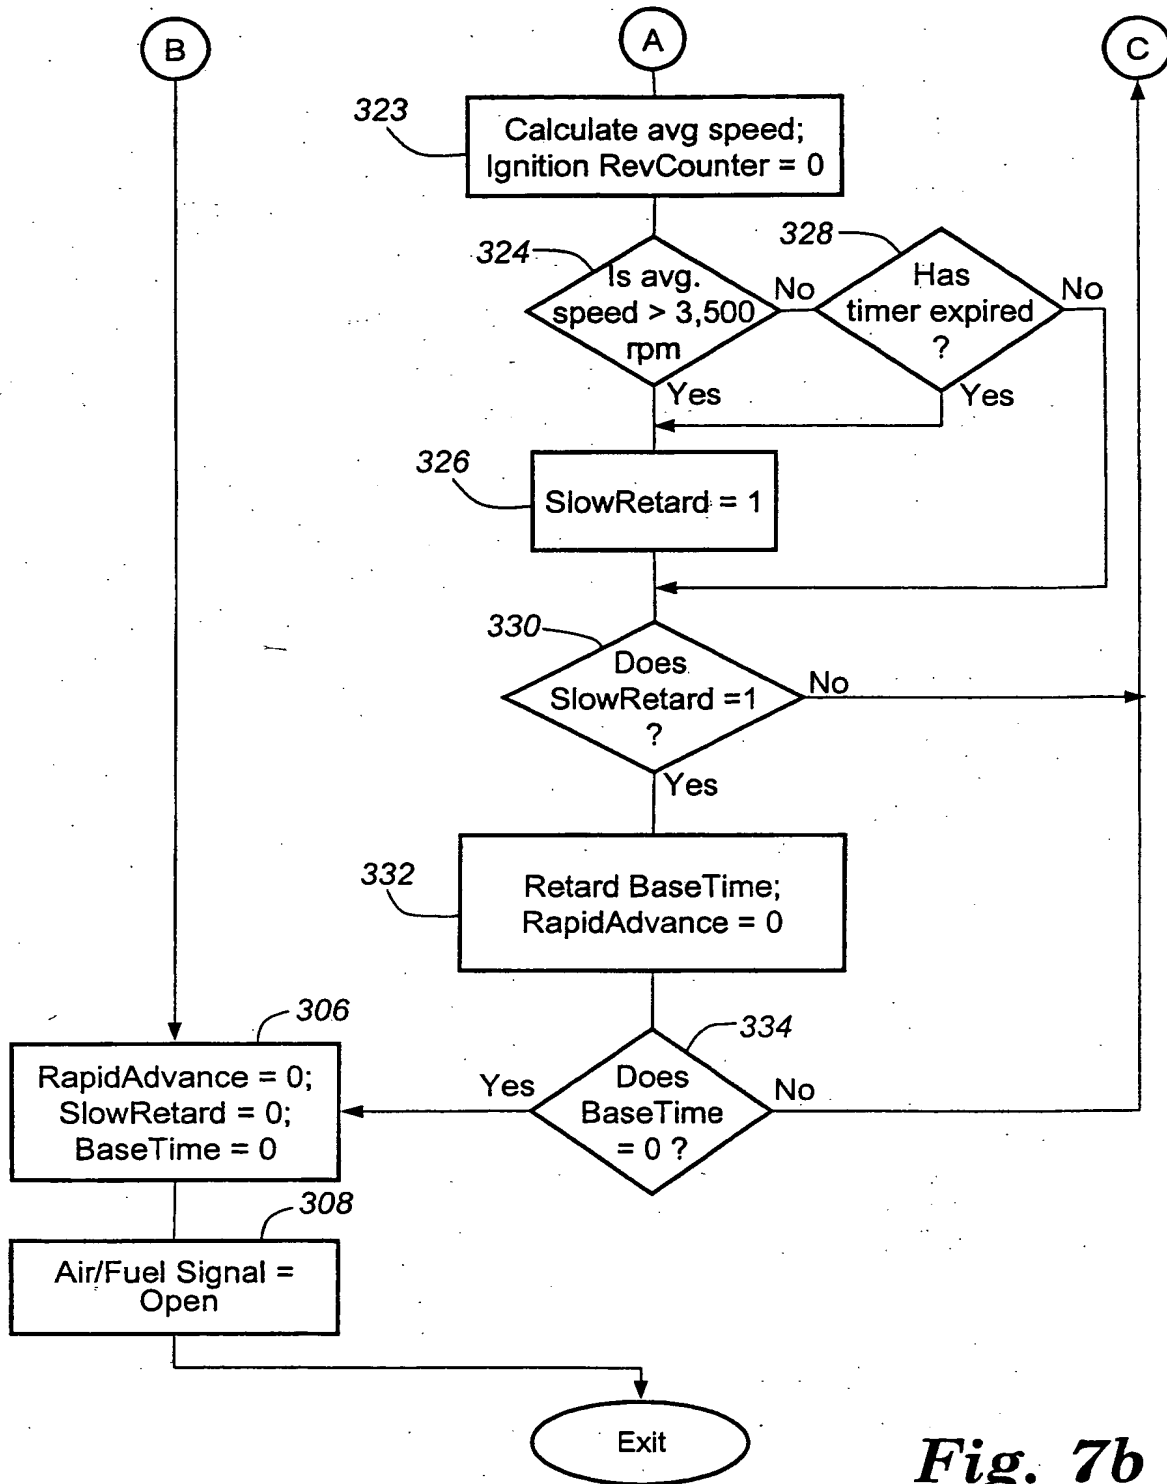 B
A
C
323
Calculate avg speed;
Ignition RevCounter = 0
324
Is avg.
speed > 3,500
rpm
No
Yes
328
Has
timer expired
?
No
Yes
326
SlowRetard = 1
330
Does
SlowRetard =1
?
No
Yes
332
Retard BaseTime;
RapidAdvance = 0
334
Does
BaseTime
= 0 ?
Yes
No
306
RapidAdvance = 0;
SlowRetard = 0;
BaseTime = 0
308
Air/Fuel Signal =
Open
Exit
Fig. 7b